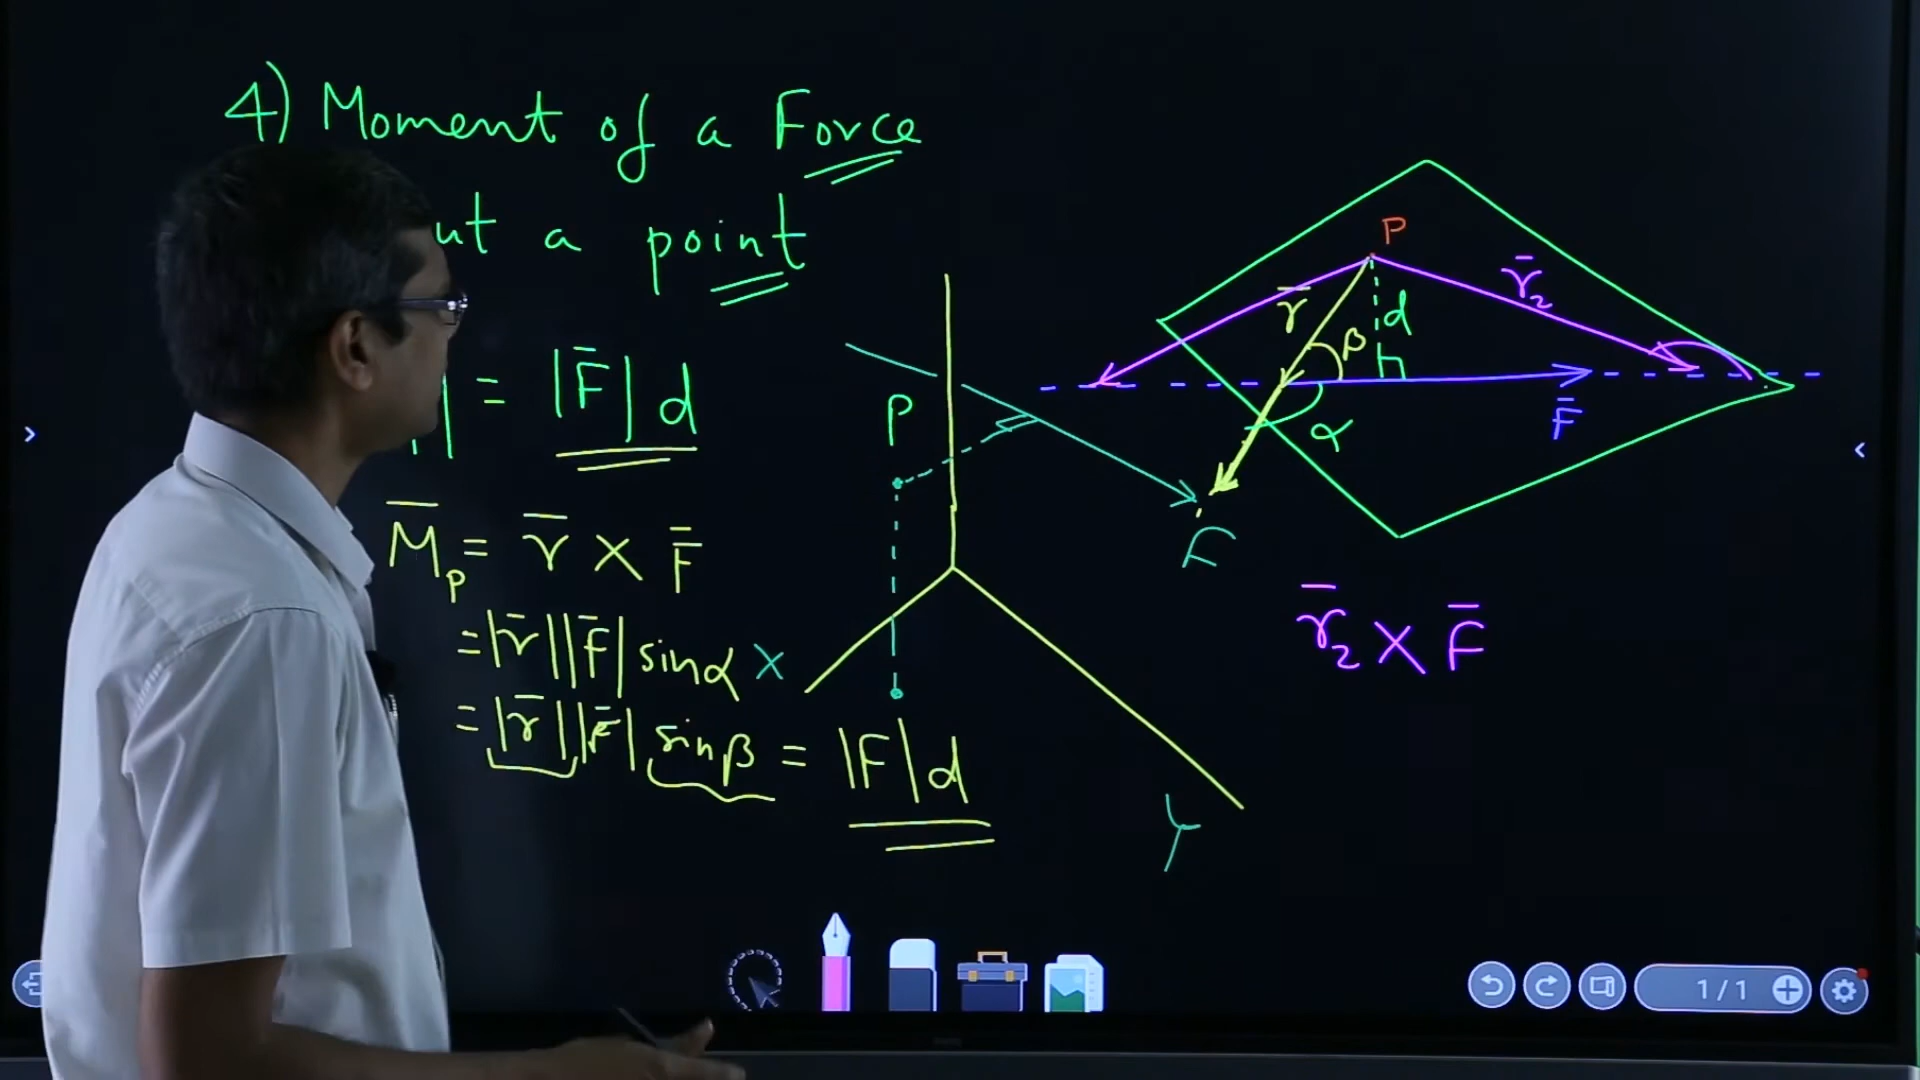 4) Moment of a Force
ut a point
| = |F̄| d
M̄p = r̄ × F̄
= |r̄||F̄| sinα
= |r̄||F̄| sinβ = |F| d
P
F
X
Y
P
r̄
r̄₂
d
β
α
F̄
r̄₂ × F̄
1/1